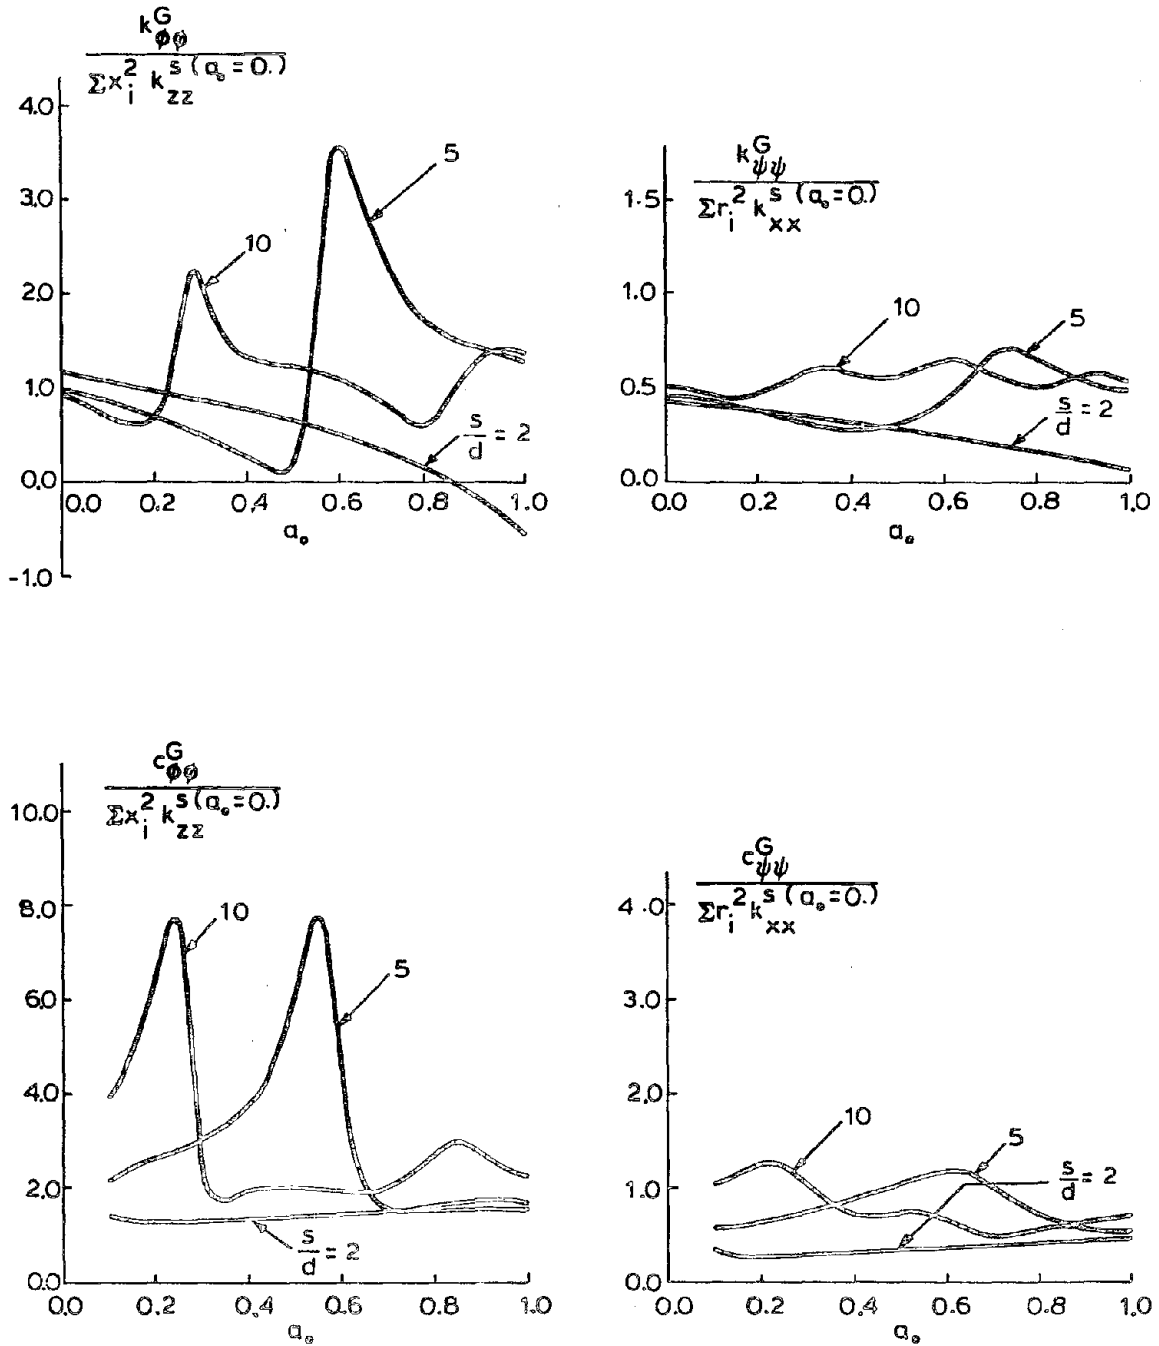 k^G_φφ
Σx_i^2 k_zz^s (a_o=0.)
4.0
3.0
2.0
1.0
0.0
-1.0
5
10
s/d = 2
0.0 0.2 0.4 0.6 0.8 1.0
a_o
k^G_ψψ
Σr_i^2 k_xx^s (a_o=0.)
1.5
1.0
0.5
0.0
10
5
s/d = 2
0.0 0.2 0.4 0.6 0.8 1.0
a_o
c^G_φφ
Σx_i^2 k_zz^s (a_o=0.)
10.0
8.0
6.0
4.0
2.0
0.0
10
5
s/d = 2
0.0 0.2 0.4 0.6 0.8 1.0
a_o
c^G_ψψ
Σr_i^2 k_xx^s (a_o=0.)
4.0
3.0
2.0
1.0
0.0
10
5
s/d = 2
0.0 0.2 0.4 0.6 0.8 1.0
a_o